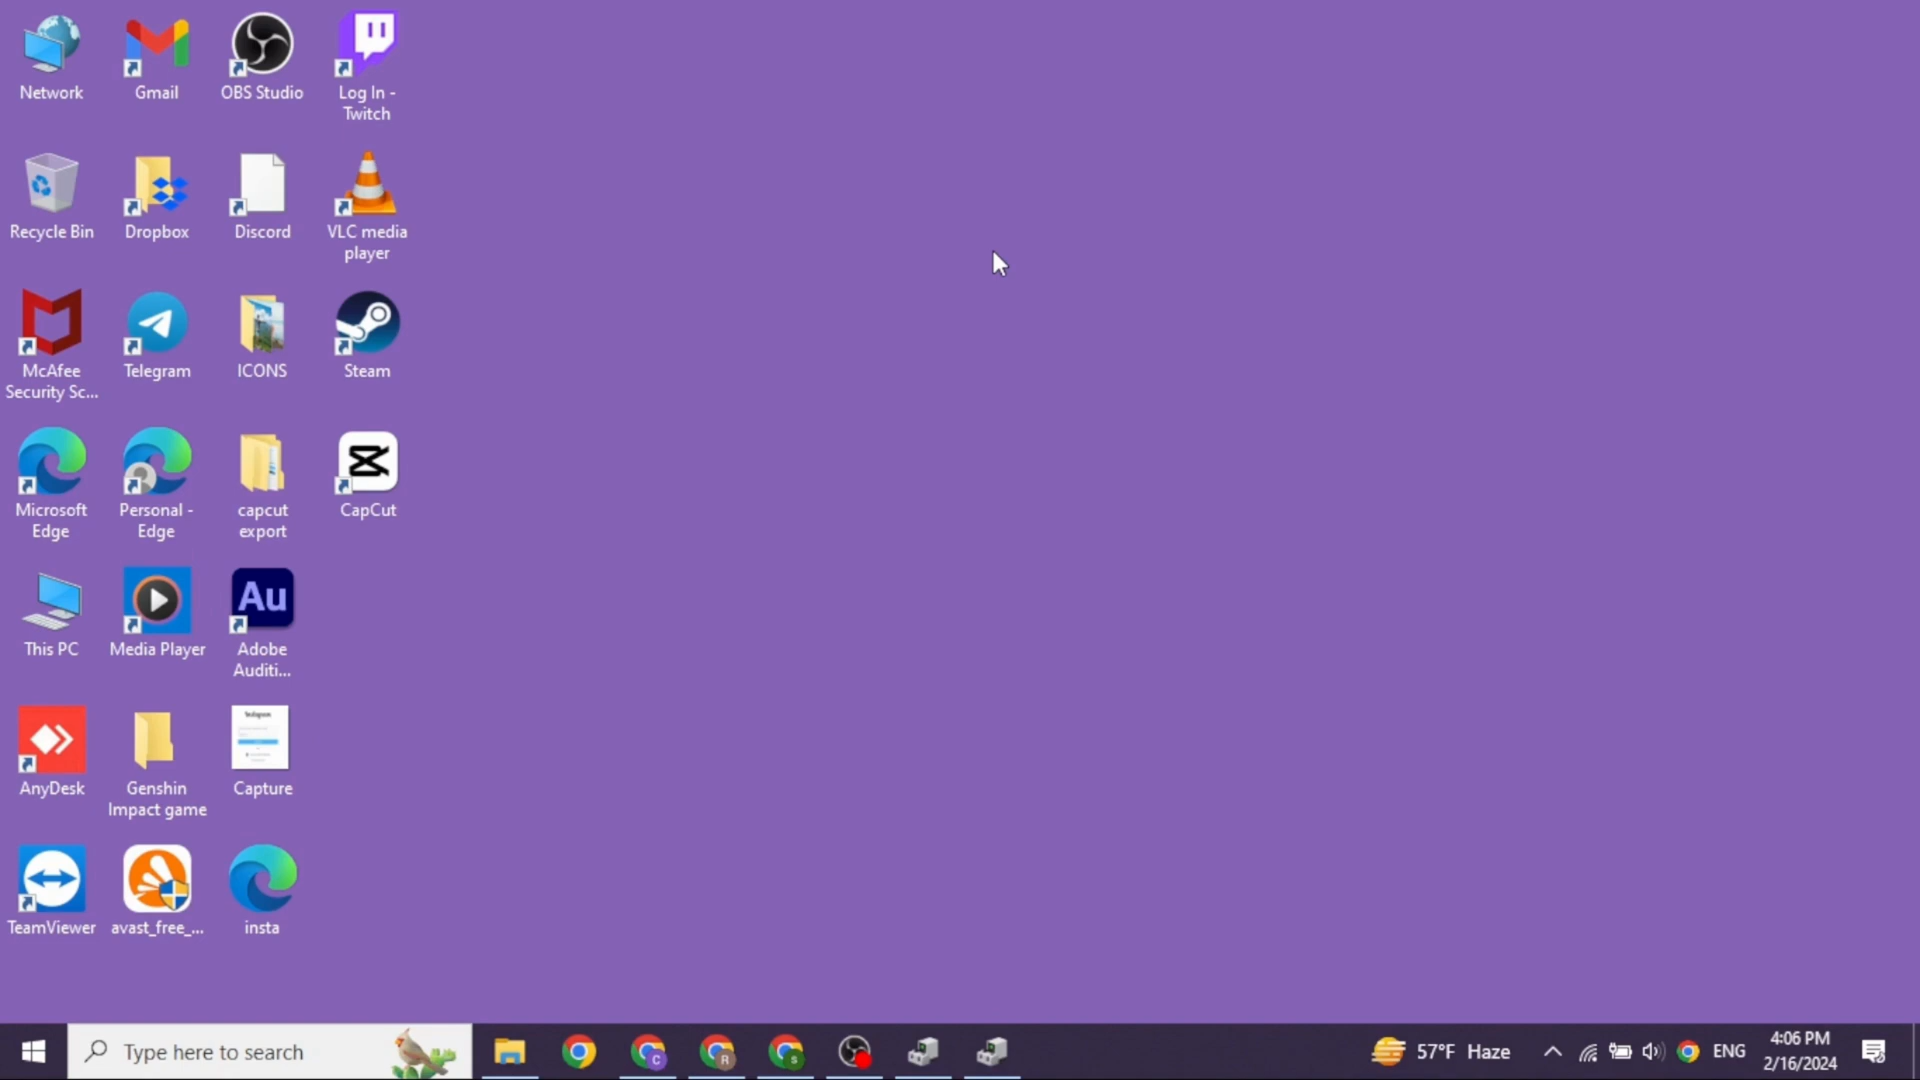 Network
Gmail
OBS Studio
Log In -
Twitch
Recycle Bin
Dropbox
Discord
VLC media
player
McAfee
Security Sc...
Telegram
ICONS
Steam
Microsoft
Edge
Personal -
Edge
capcut
export
CapCut
This PC
Media Player
Au
Adobe
Auditi...
AnyDesk
Genshin
Impact game
Instagram
Capture
TeamViewer
avast_free_...
insta
Type here to search
C
R
S
57°F Haze
ENG
4:06 PM
2/16/2024